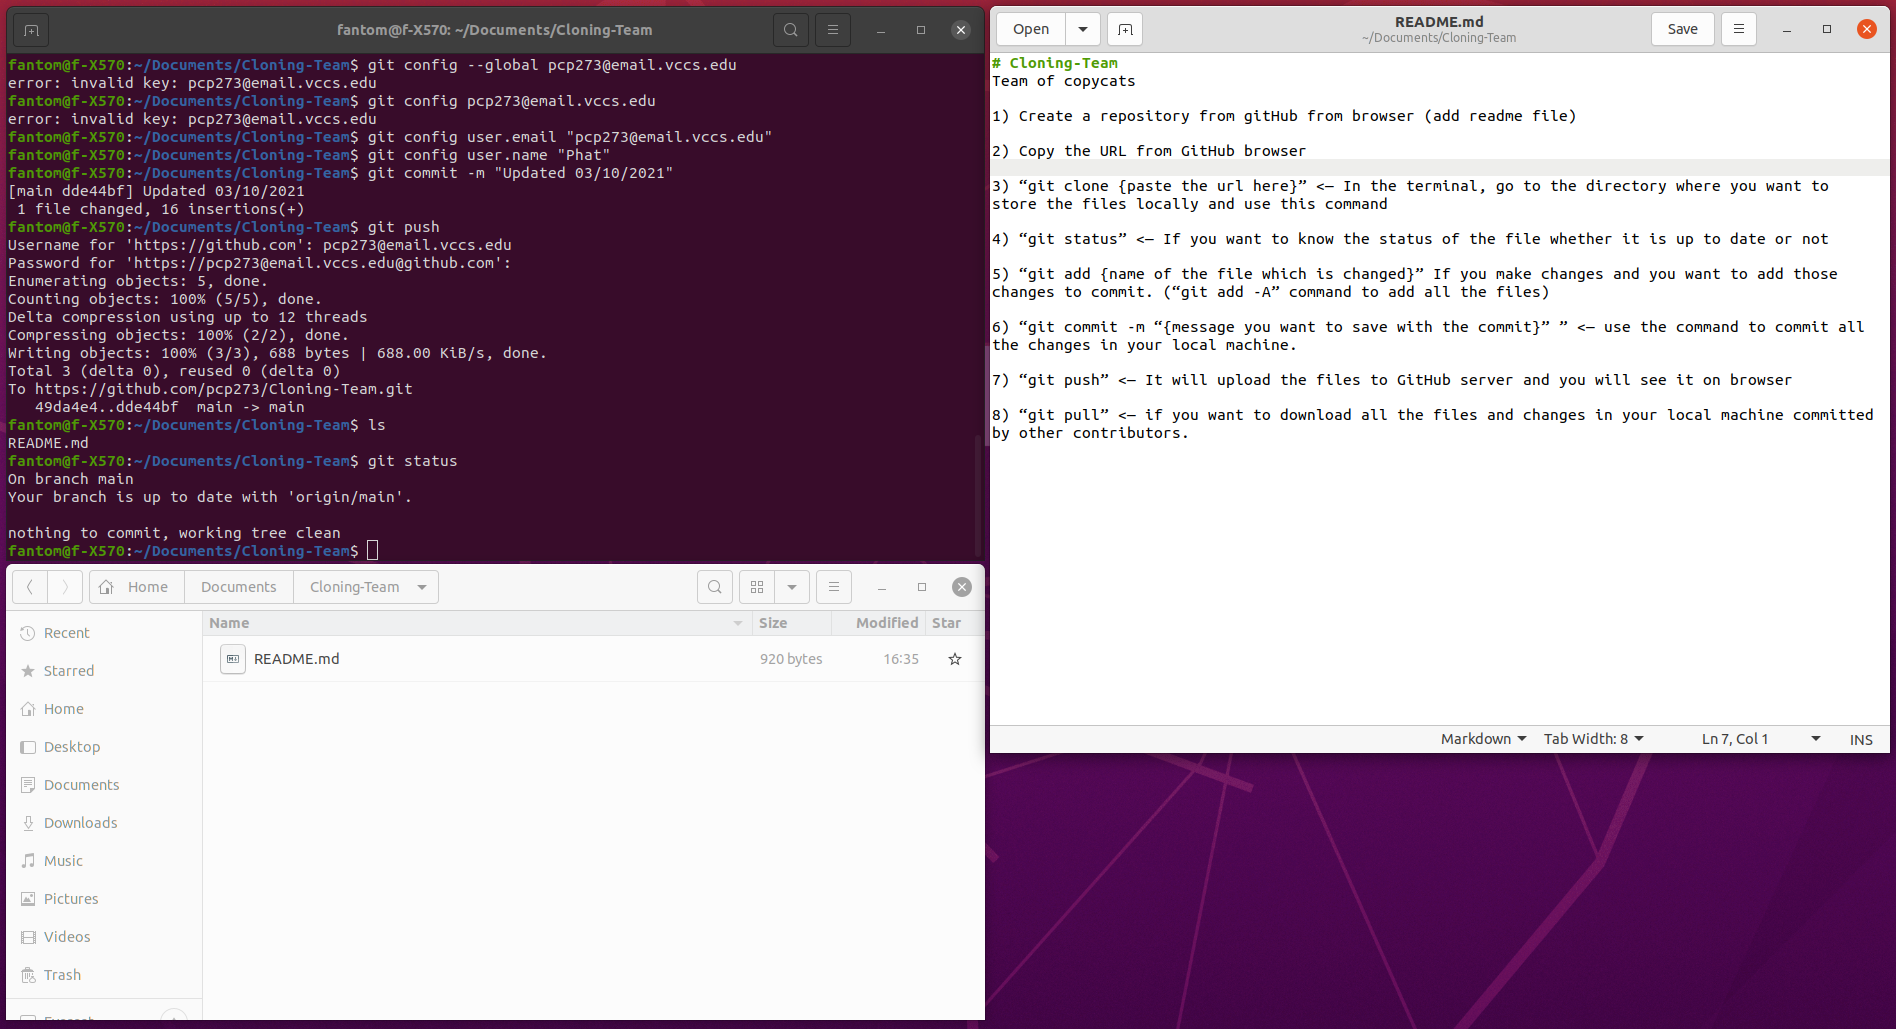 fantom@f-X570: ~/Documents/Cloning-Team
fantom@f-X570:~/Documents/Cloning-Team$ git config --global pcp273@email.vccs.edu
error: invalid key: pcp273@email.vccs.edu
fantom@f-X570:~/Documents/Cloning-Team$ git config pcp273@email.vccs.edu
error: invalid key: pcp273@email.vccs.edu
fantom@f-X570:~/Documents/Cloning-Team$ git config user.email "pcp273@email.vccs.edu"
fantom@f-X570:~/Documents/Cloning-Team$ git config user.name "Phat"
fantom@f-X570:~/Documents/Cloning-Team$ git commit -m "Updated 03/10/2021"
[main dde44bf] Updated 03/10/2021
 1 file changed, 16 insertions(+)
fantom@f-X570:~/Documents/Cloning-Team$ git push
Username for 'https://github.com': pcp273@email.vccs.edu
Password for 'https://pcp273@email.vccs.edu@github.com':
Enumerating objects: 5, done.
Counting objects: 100% (5/5), done.
Delta compression using up to 12 threads
Compressing objects: 100% (2/2), done.
Writing objects: 100% (3/3), 688 bytes | 688.00 KiB/s, done.
Total 3 (delta 0), reused 0 (delta 0)
To https://github.com/pcp273/Cloning-Team.git
   49da4e4..dde44bf  main -> main
fantom@f-X570:~/Documents/Cloning-Team$ ls
README.md
fantom@f-X570:~/Documents/Cloning-Team$ git status
On branch main
Your branch is up to date with 'origin/main'.
nothing to commit, working tree clean
fantom@f-X570:~/Documents/Cloning-Team$
Home Documents Cloning-Team
Name Size Modified Star
README.md 920 bytes 16:35
Recent
Starred
Home
Desktop
Documents
Downloads
Music
Pictures
Videos
Trash
Open README.md Save
~/Documents/Cloning-Team
# Cloning-Team
Team of copycats
1) Create a repository from gitHub from browser (add readme file)
2) Copy the URL from GitHub browser
3) “git clone {paste the url here}” <— In the terminal, go to the directory where you want to
store the files locally and use this command
4) “git status” <— If you want to know the status of the file whether it is up to date or not
5) “git add {name of the file which is changed}” If you make changes and you want to add those
changes to commit. (“git add -A” command to add all the files)
6) “git commit -m “{message you want to save with the commit}” ” <— use the command to commit all
the changes in your local machine.
7) “git push” <— It will upload the files to GitHub server and you will see it on browser
8) “git pull” <— if you want to download all the files and changes in your local machine committed
by other contributors.
Markdown Tab Width: 8 Ln 7, Col 1 INS